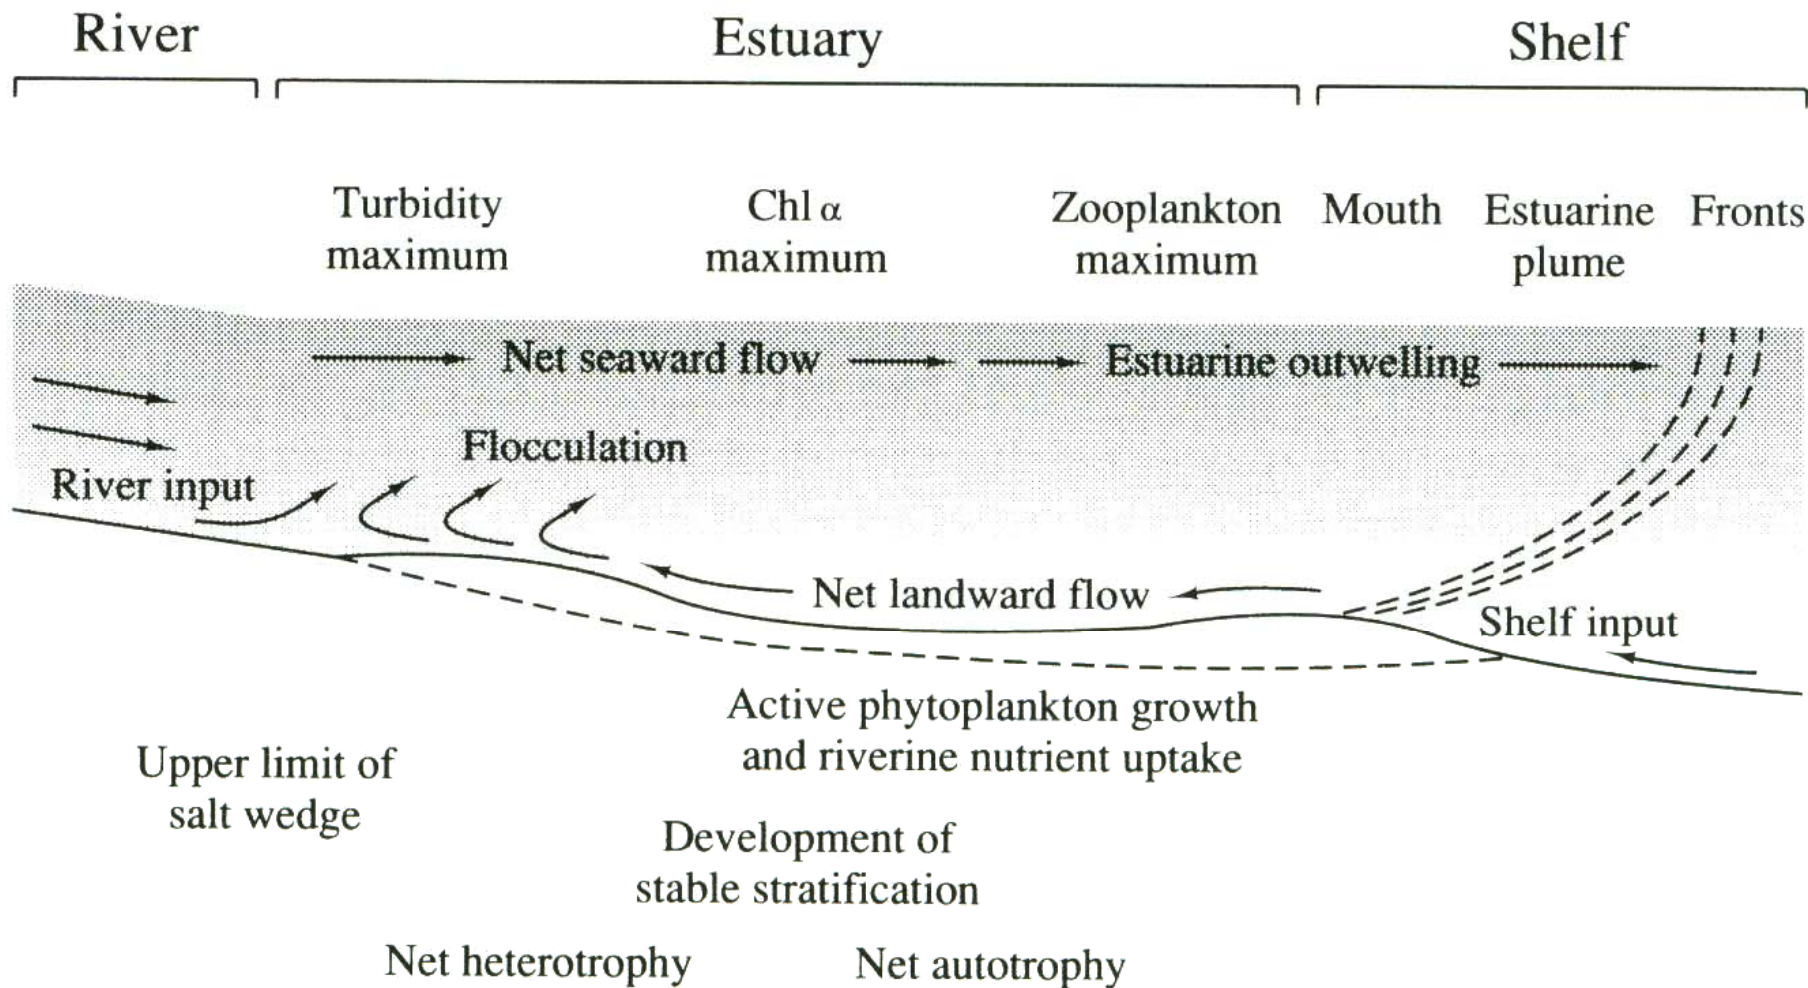 River
Estuary
Shelf
Turbidity
maximum
Chl α
maximum
Zooplankton
maximum
Mouth
Estuarine
plume
Fronts
Net seaward flow
Estuarine outwelling
Flocculation
River input
Net landward flow
Shelf input
Active phytoplankton growth
and riverine nutrient uptake
Upper limit of
salt wedge
Development of
stable stratification
Net heterotrophy
Net autotrophy